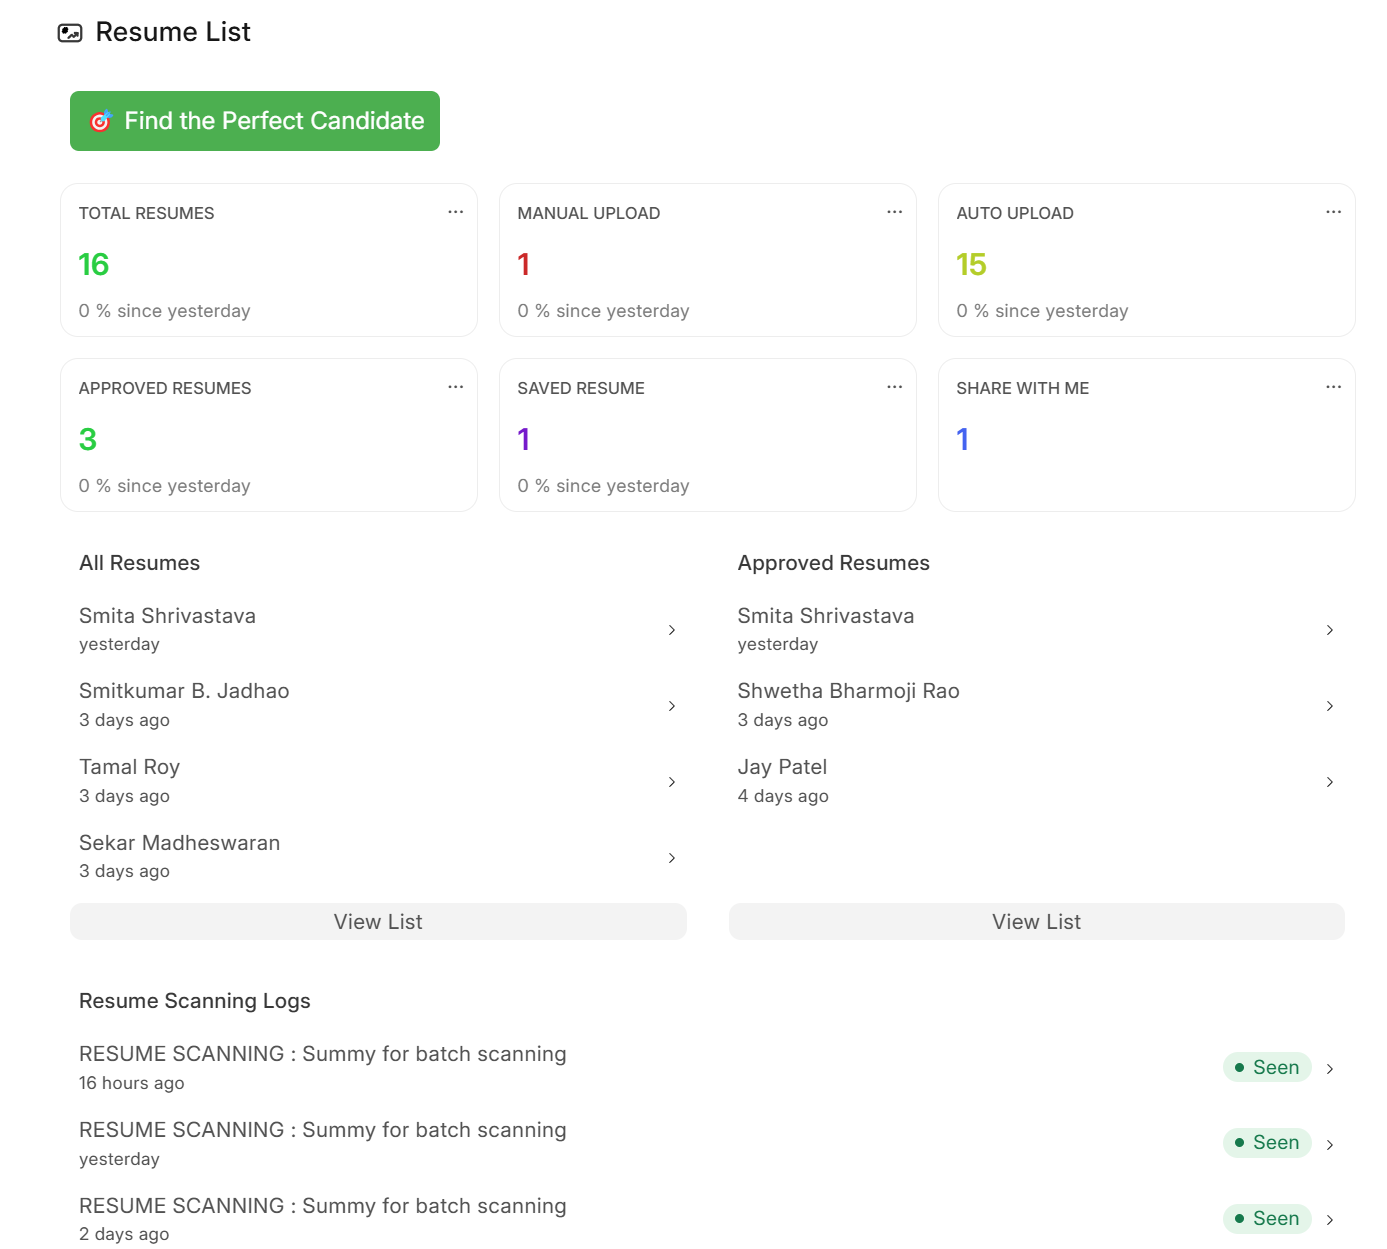 Resume List
🎯 Find the Perfect Candidate
TOTAL RESUMES ...
16
0 % since yesterday
MANUAL UPLOAD ...
1
0 % since yesterday
AUTO UPLOAD ...
15
0 % since yesterday
APPROVED RESUMES ...
3
0 % since yesterday
SAVED RESUME ...
1
0 % since yesterday
SHARE WITH ME ...
1
All Resumes
Smita Shrivastava
yesterday
Smitkumar B. Jadhao
3 days ago
Tamal Roy
3 days ago
Sekar Madheswaran
3 days ago
View List
Approved Resumes
Smita Shrivastava
yesterday
Shwetha Bharmoji Rao
3 days ago
Jay Patel
4 days ago
View List
Resume Scanning Logs
RESUME SCANNING : Summy for batch scanning
16 hours ago
Seen
RESUME SCANNING : Summy for batch scanning
yesterday
Seen
RESUME SCANNING : Summy for batch scanning
2 days ago
Seen